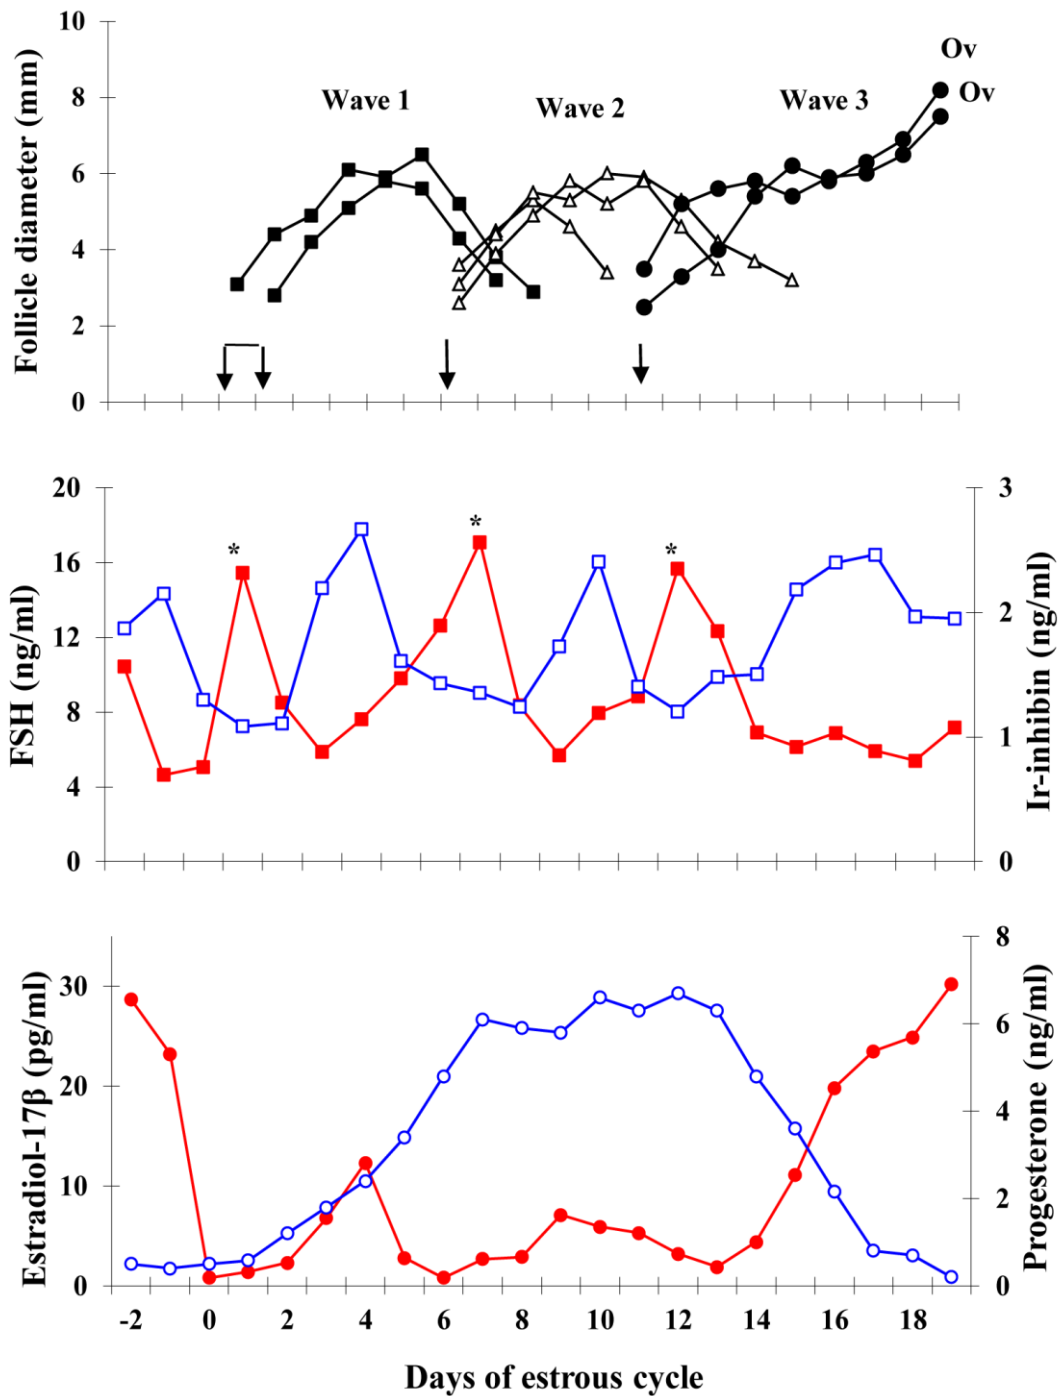 10
Ov
8
Ov
Wave 1
Wave 2
Wave 3
6
4
2
0
Follicle diameter (mm)
20
3
*
*
*
16
12
2
8
1
4
0
0
FSH (ng/ml)
Ir-inhibin (ng/ml)
8
30
6
20
4
10
2
0
0
Estradiol-17β (pg/ml)
Progesterone (ng/ml)
-2 0 2 4 6 8 10 12 14 16 18
Days of estrous cycle